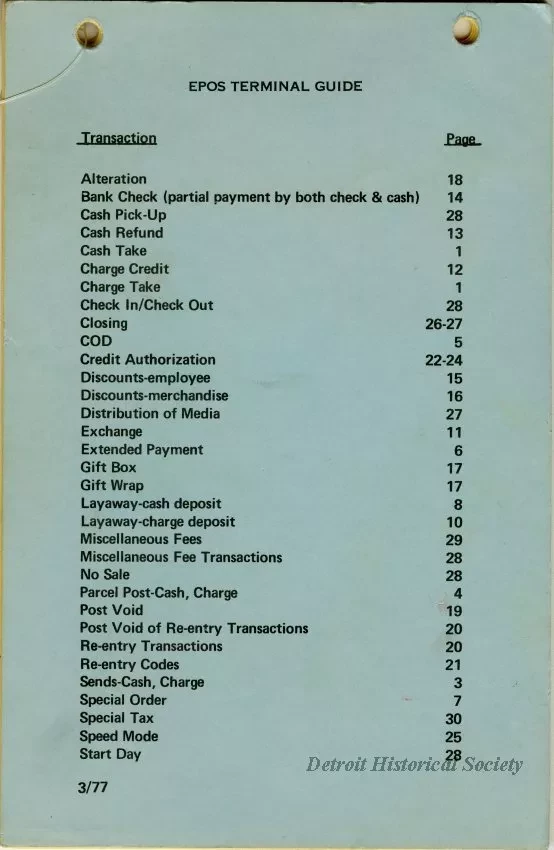 EPOS TERMINAL GUIDE
Transaction Page
Alteration 18
Bank Check (partial payment by both check & cash) 14
Cash Pick-Up 28
Cash Refund 13
Cash Take 1
Charge Credit 12
Charge Take 1
Check In/Check Out 28
Closing 26-27
COD 5
Credit Authorization 22-24
Discounts-employee 15
Discounts-merchandise 16
Distribution of Media 27
Exchange 11
Extended Payment 6
Gift Box 17
Gift Wrap 17
Layaway-cash deposit 8
Layaway-charge deposit 10
Miscellaneous Fees 29
Miscellaneous Fee Transactions 28
No Sale 28
Parcel Post-Cash, Charge 4
Post Void 19
Post Void of Re-entry Transactions 20
Re-entry Transactions 20
Re-entry Codes 21
Sends-Cash, Charge 3
Special Order 7
Special Tax 30
Speed Mode 25
Start Day 28
Detroit Historical Society
3/77